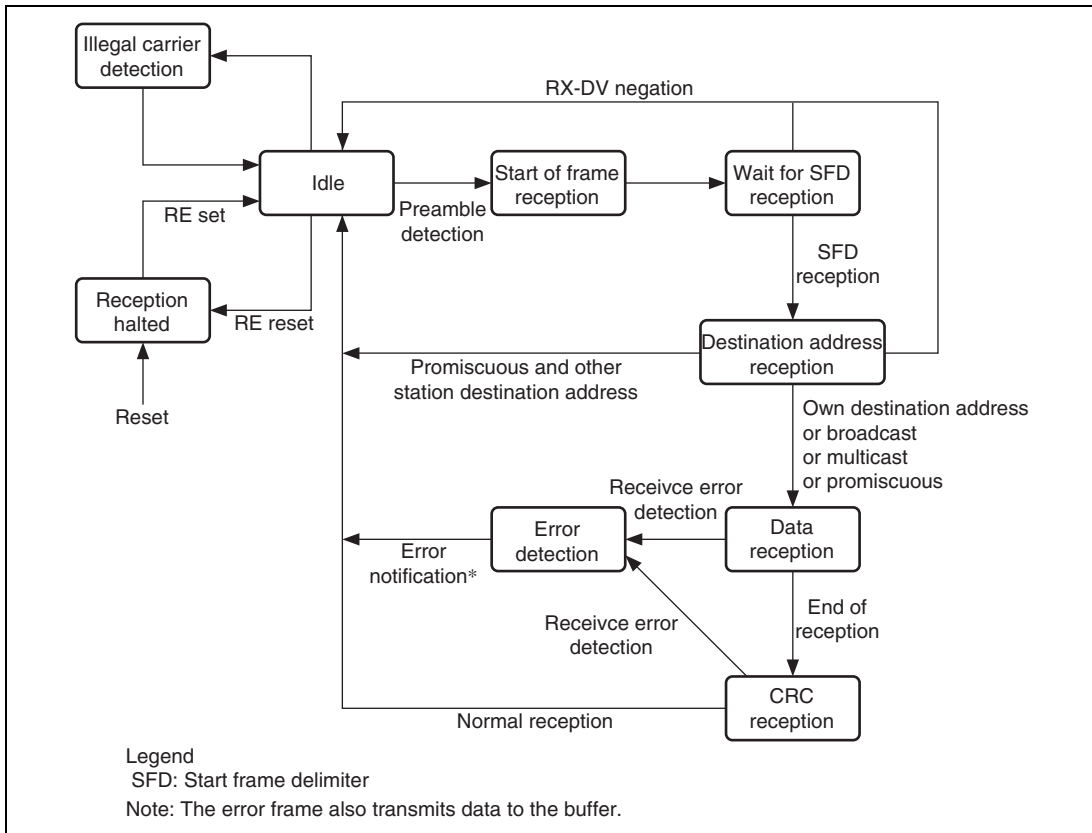 Illegal carrier
detection
RX-DV negation
Idle
Start of frame
reception
Wait for SFD
reception
Preamble
detection
RE set
SFD
reception
Reception
halted
RE reset
Destination address
reception
Promiscuous and other
station destination address
Reset
Own destination address
or broadcast
or multicast
or promiscuous
Receivce error
detection
Error
detection
Data
reception
Error
notification*
End of
reception
Receivce error
detection
CRC
reception
Normal reception
Legend
SFD: Start frame delimiter
Note: The error frame also transmits data to the buffer.